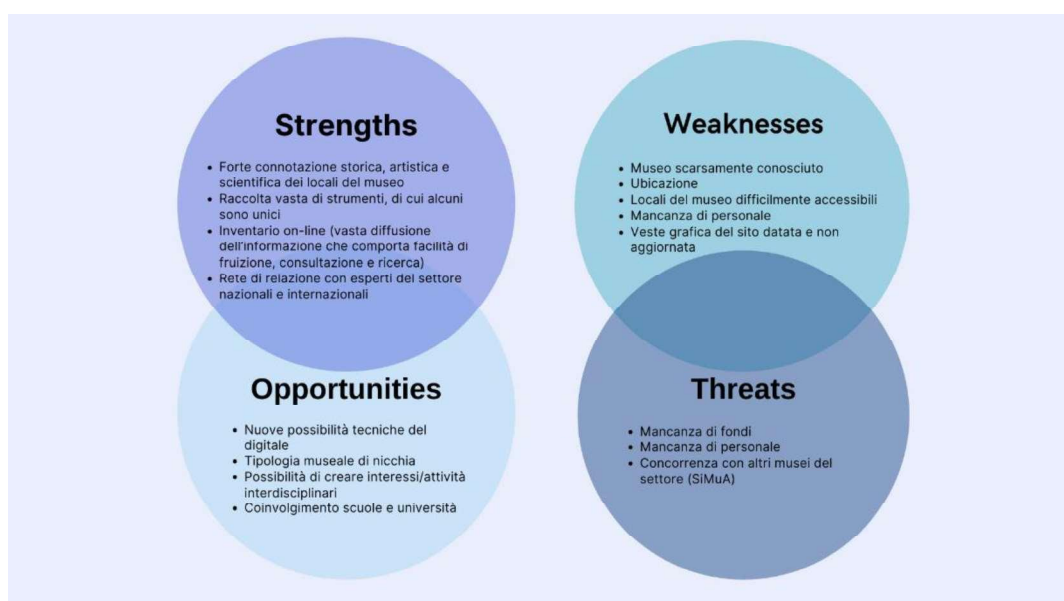 Strengths
• Forte connotazione storica, artistica e
scientifica dei locali del museo
• Raccolta vasta di strumenti, di cui alcuni
sono unici
• Inventario on-line (vasta diffusione
dell'informazione che comporta facilità di
fruizione, consultazione e ricerca)
• Rete di relazione con esperti del settore
nazionali e internazionali
Weaknesses
• Museo scarsamente conosciuto
• Ubicazione
• Locali del museo difficilmente accessibili
• Mancanza di personale
• Veste grafica del sito datata e non
aggiornata
Opportunities
• Nuove possibilità tecniche del
digitale
• Tipologia museale di nicchia
• Possibilità di creare interessi/attività
interdisciplinari
• Coinvolgimento scuole e università
Threats
• Mancanza di fondi
• Mancanza di personale
• Concorrenza con altri musei del
settore (SiMuA)